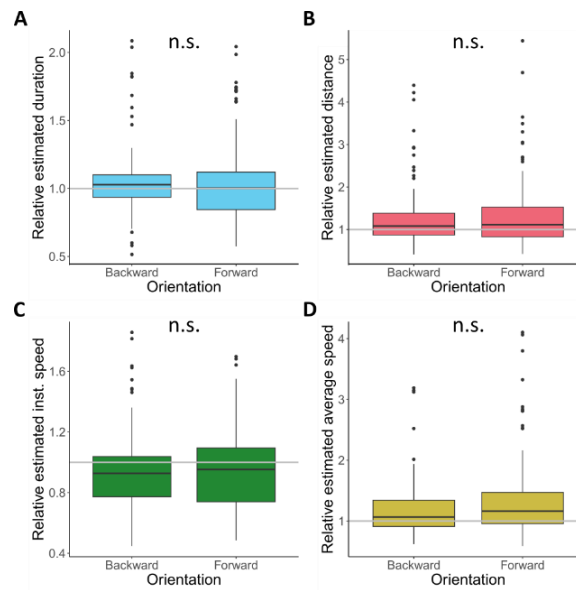 A
n.s.
Relative estimated duration
2.0
1.5
1.0
0.5
Backward
Forward
Orientation
B
n.s.
Relative estimated distance
5
4
3
2
1
Backward
Forward
Orientation
C
n.s.
Relative estimated inst. speed
1.6
1.2
0.8
0.4
Backward
Forward
Orientation
D
n.s.
Relative estimated average speed
4
3
2
1
Backward
Forward
Orientation